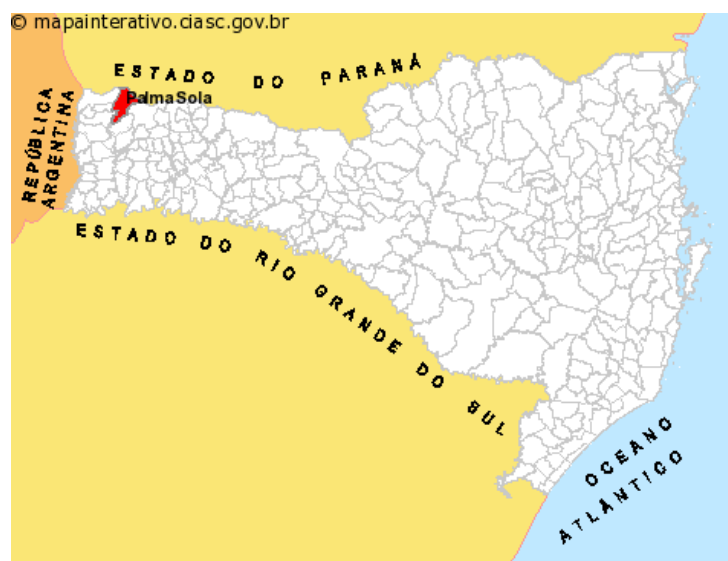 © mapainterativo.ciasc.gov.br
ESTADO DO PARANÁ
PalmaSola
REPÚBLICA
ARGENTINA
ESTADO DO RIO GRANDE DO SUL
OCEANO
ATLÂNTICO